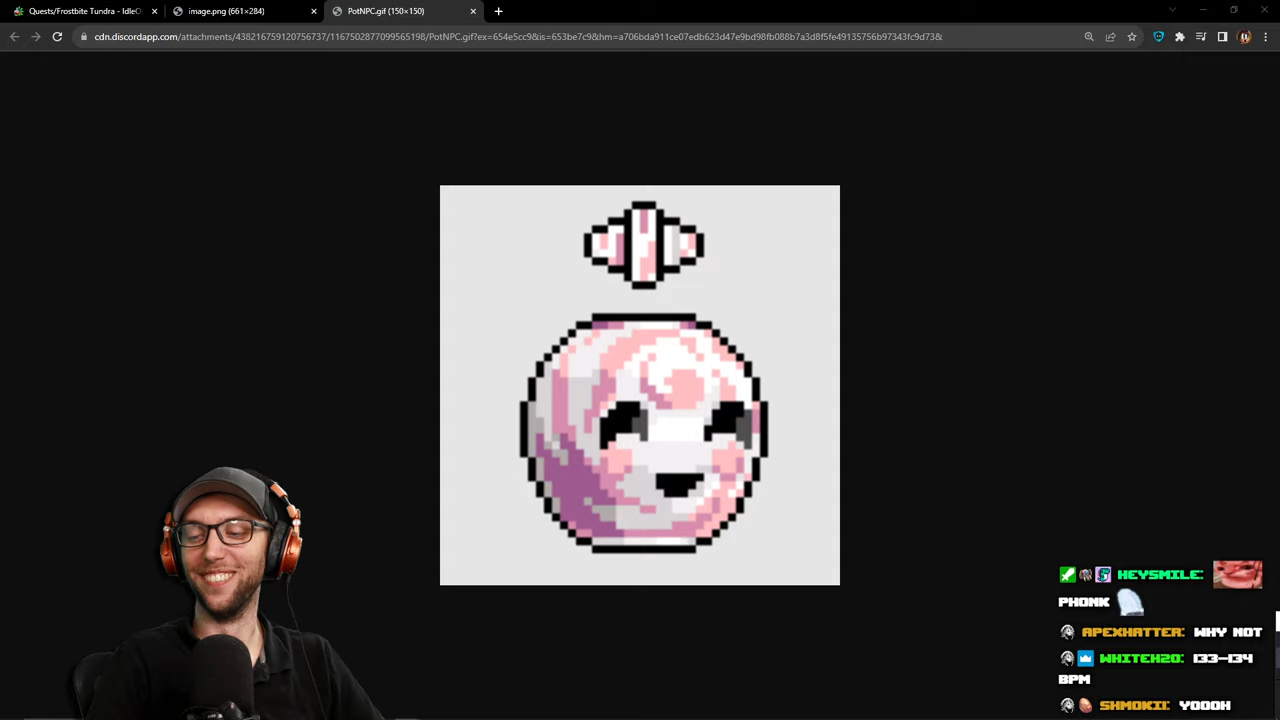 Quests/Frostbite Tundra - IdleO
image.png (661×284)
PotNPC.gif (150×150)
cdn.discordapp.com/attachments/438216759120756737/1167502877099565198/PotNPC.gif?ex=654e5cc9&is=653be7c9&hm=a706bda911ce07edb623d47e9bd98fb088b7a3d8f5fe49135756b97343fc9d73&
HEYSMILE:
PHONK
APEXHATTER: WHY NOT
WHITEH2O: 133-134
BPM
SHMOKII: YOOOH